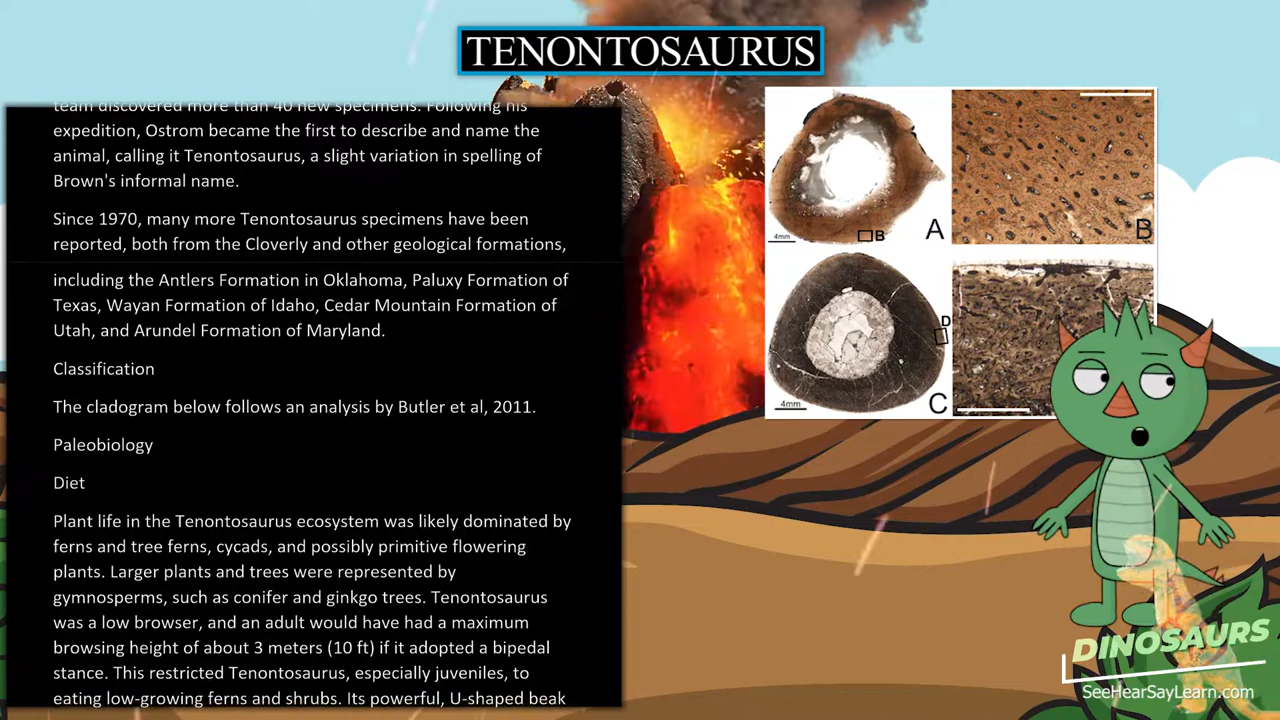 TENONTOSAURUS
team discovered more than 40 new specimens. Following his
expedition, Ostrom became the first to describe and name the
animal, calling it Tenontosaurus, a slight variation in spelling of
Brown's informal name.
Since 1970, many more Tenontosaurus specimens have been
reported, both from the Cloverly and other geological formations,
including the Antlers Formation in Oklahoma, Paluxy Formation of
Texas, Wayan Formation of Idaho, Cedar Mountain Formation of
Utah, and Arundel Formation of Maryland.
Classification
The cladogram below follows an analysis by Butler et al, 2011.
Paleobiology
Diet
Plant life in the Tenontosaurus ecosystem was likely dominated by
ferns and tree ferns, cycads, and possibly primitive flowering
plants. Larger plants and trees were represented by
gymnosperms, such as conifer and ginkgo trees. Tenontosaurus
was a low browser, and an adult would have had a maximum
browsing height of about 3 meters (10 ft) if it adopted a bipedal
stance. This restricted Tenontosaurus, especially juveniles, to
eating low-growing ferns and shrubs. Its powerful, U-shaped beak
4mm
B
A
B
4mm
D
C
DINOSAURS
SeeHearSayLearn.com